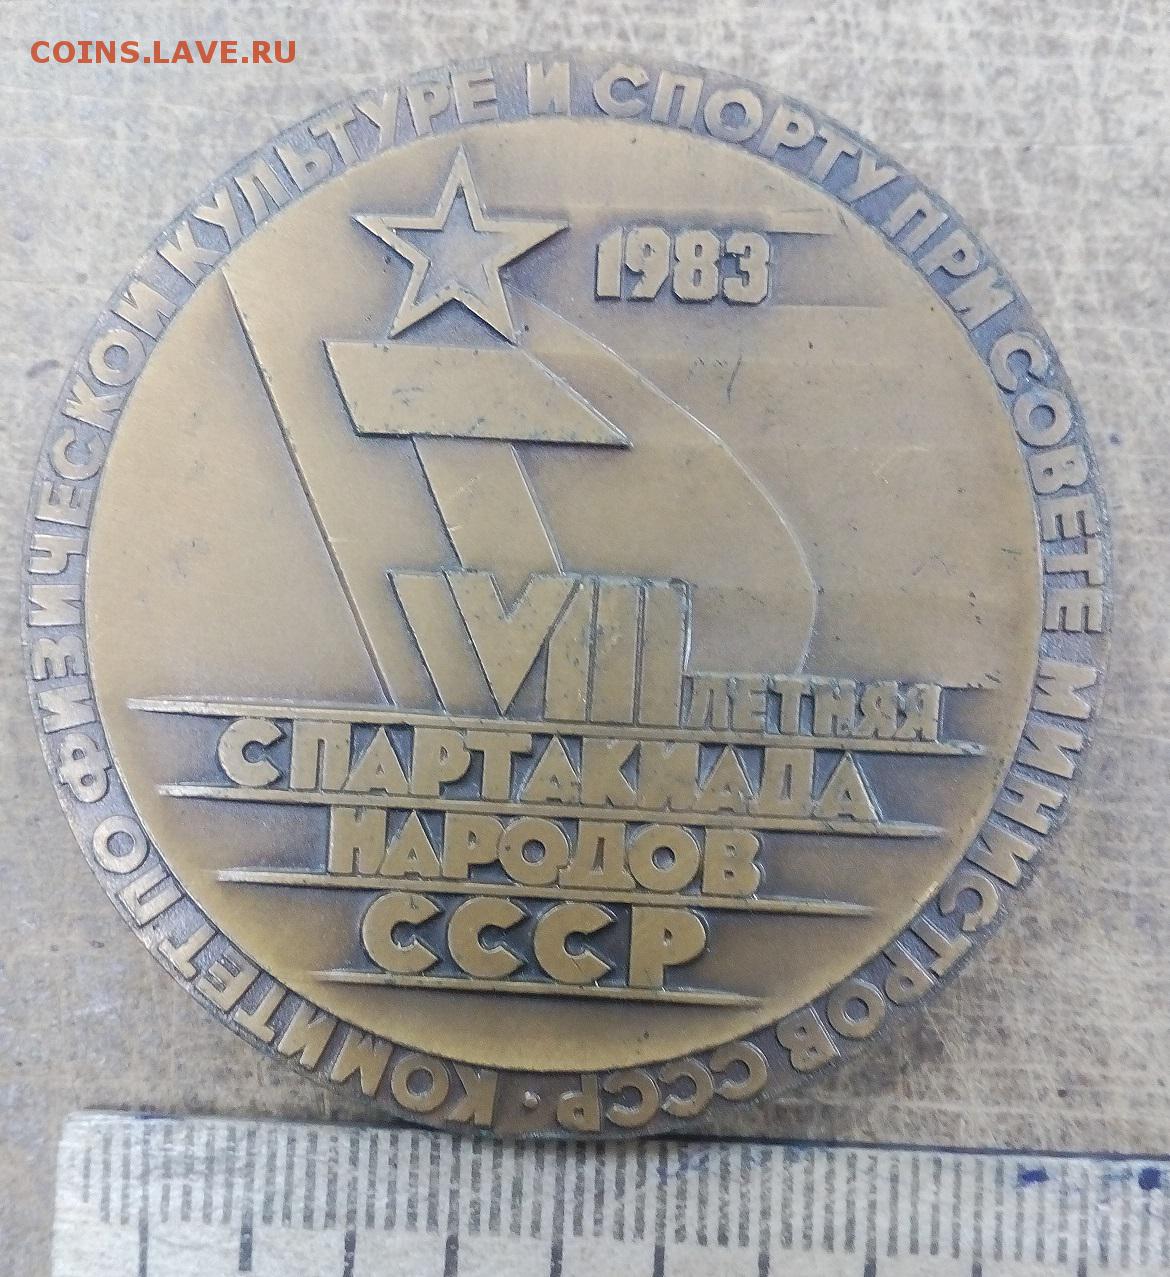 COINS.LAVE.RU
КОМИТЕТ ПО ФИЗИЧЕСКОЙ КУЛЬТУРЕ И СПОРТУ ПРИ СОВЕТЕ МИНИСТРОВ СССР •
1983
VIII ЛЕТНЯЯ
СПАРТАКИАДА
НАРОДОВ
СССР